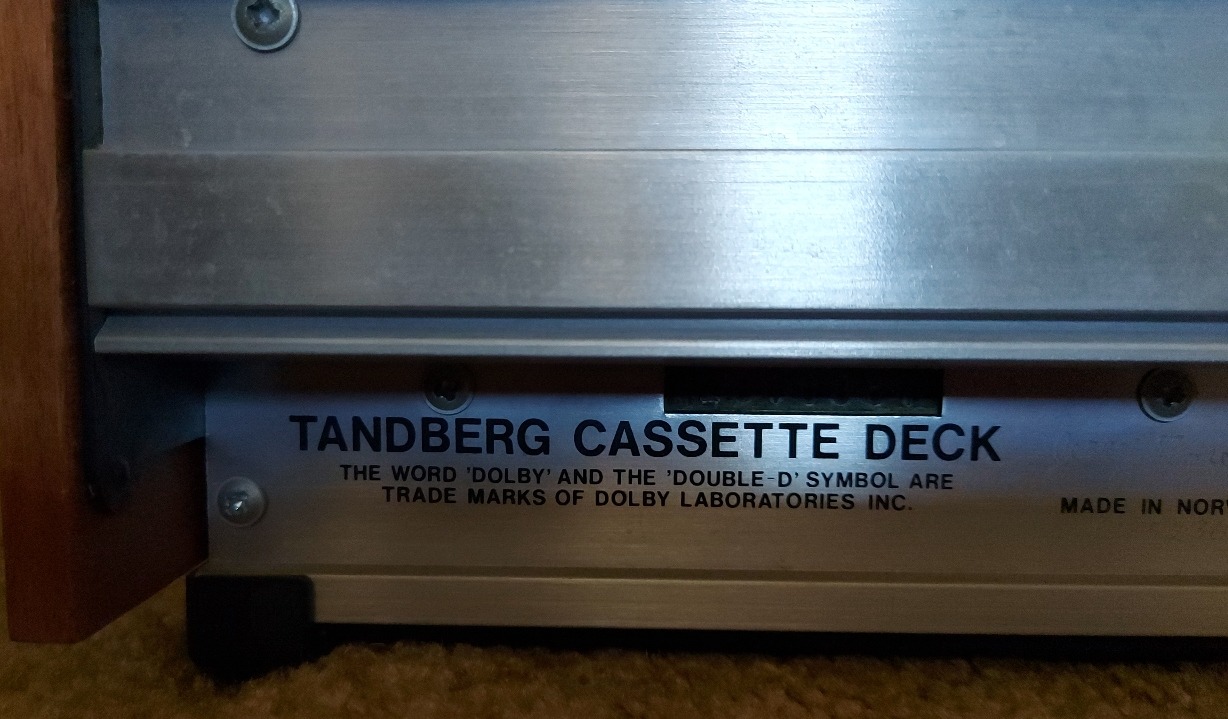 TANDBERG CASSETTE DECK
THE WORD 'DOLBY' AND THE 'DOUBLE-D' SYMBOL ARE
TRADE MARKS OF DOLBY LABORATORIES INC.
MADE IN NORW